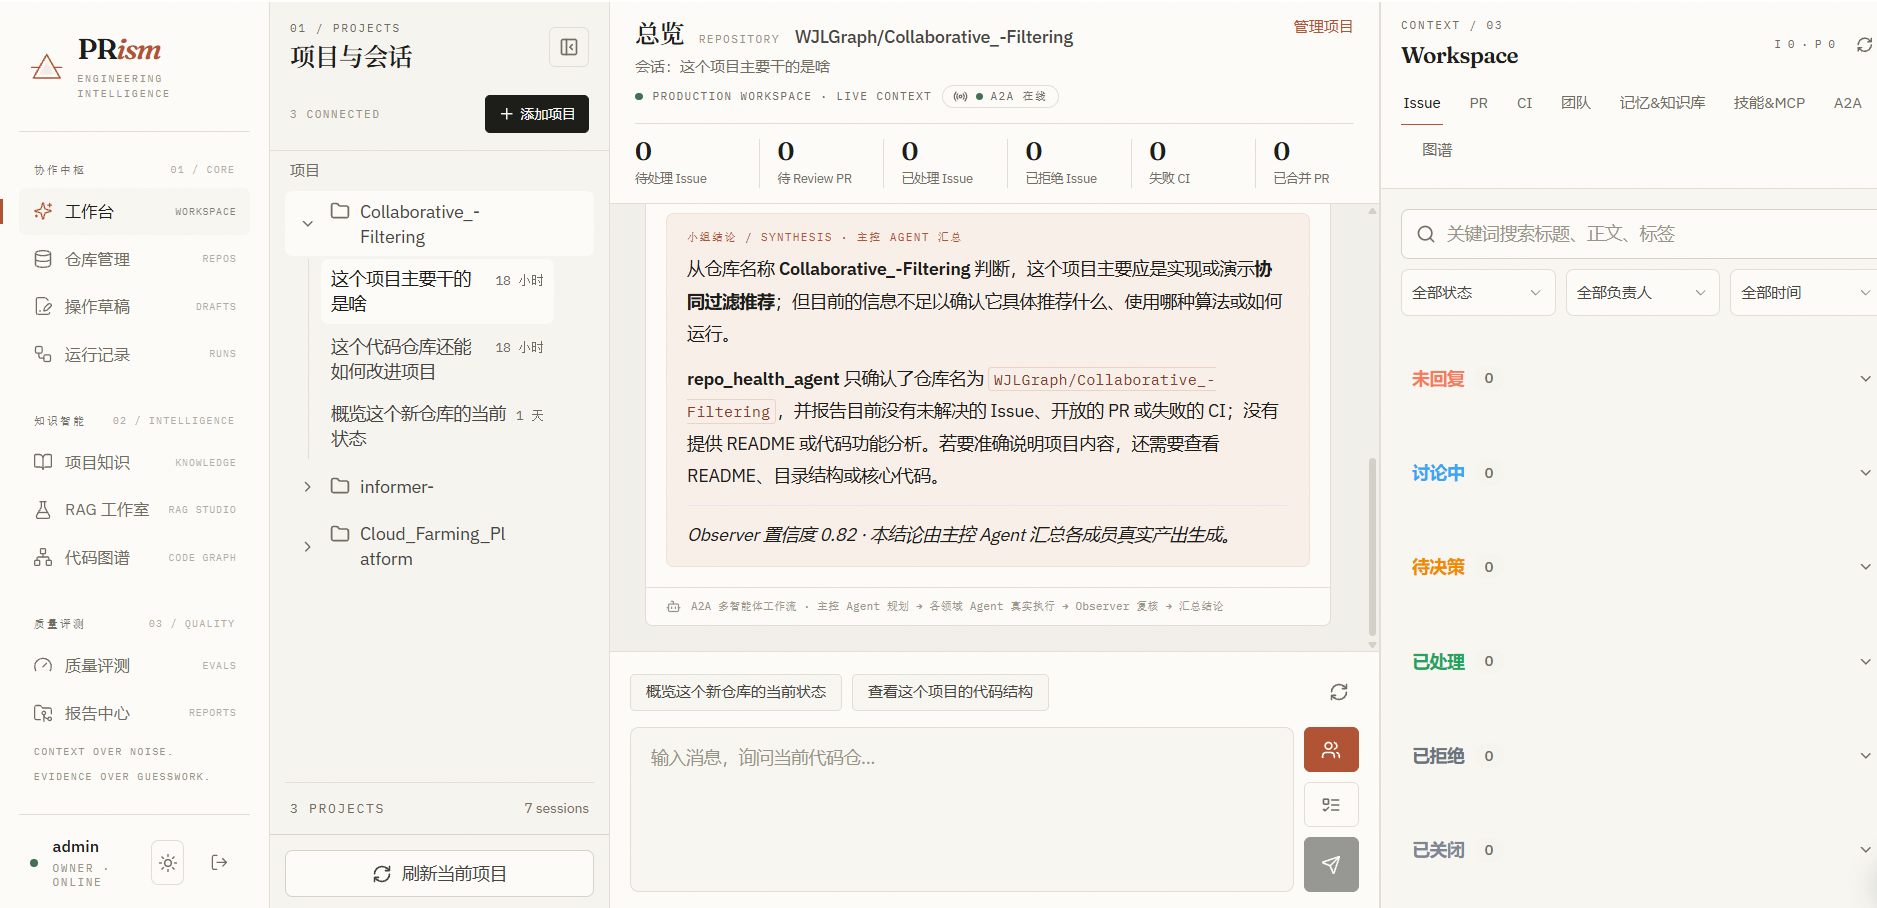 PRism
ENGINEERING
INTELLIGENCE
协作中枢 01 / CORE
工作台 WORKSPACE
仓库管理 REPOS
操作草稿 DRAFTS
运行记录 RUNS
知识智能 02 / INTELLIGENCE
项目知识 KNOWLEDGE
RAG 工作室 RAG STUDIO
代码图谱 CODE GRAPH
质量评测 03 / QUALITY
质量评测 EVALS
报告中心 REPORTS
CONTEXT OVER NOISE.
EVIDENCE OVER GUESSWORK.
admin
OWNER ·
ONLINE
01 / PROJECTS
项目与会话
3 CONNECTED
添加项目
项目
Collaborative_-
Filtering
这个项目主要干的 18 小时
是啥
这个代码仓库还能 18 小时
如何改进项目
概览这个新仓库的当前 1 天
状态
informer-
Cloud_Farming_Pl
atform
3 PROJECTS 7 sessions
刷新当前项目
总览 REPOSITORY WJLGraph/Collaborative_-Filtering
管理项目
会话：这个项目主要干的是啥
PRODUCTION WORKSPACE · LIVE CONTEXT A2A 在线
0 0 0 0 0 0
待处理 Issue 待 Review PR 已处理 Issue 已拒绝 Issue 失败 CI 已合并 PR
小组结论 / SYNTHESIS · 主控 AGENT 汇总
从仓库名称 Collaborative_-Filtering 判断，这个项目主要应是实现或演示协
同过滤推荐；但目前的信息不足以确认它具体推荐什么、使用哪种算法或如何
运行。
repo_health_agent 只确认了仓库名为 WJLGraph/Collaborative_-
Filtering，并报告目前没有未解决的 Issue、开放的 PR 或失败的 CI；没有
提供 README 或代码功能分析。若要准确说明项目内容，还需要查看
README、目录结构或核心代码。
Observer 置信度 0.82 · 本结论由主控 Agent 汇总各成员真实产出生成。
A2A 多智能体工作流 · 主控 Agent 规划 → 各领域 Agent 真实执行 → Observer 复核 → 汇总结论
概览这个新仓库的当前状态 查看这个项目的代码结构
输入消息，询问当前代码仓...
CONTEXT / 03
Workspace
I 0 · P 0
Issue PR CI 团队 记忆&知识库 技能&MCP A2A
图谱
关键词搜索标题、正文、标签
全部状态 全部负责人 全部时间
未回复 0
讨论中 0
待决策 0
已处理 0
已拒绝 0
已关闭 0